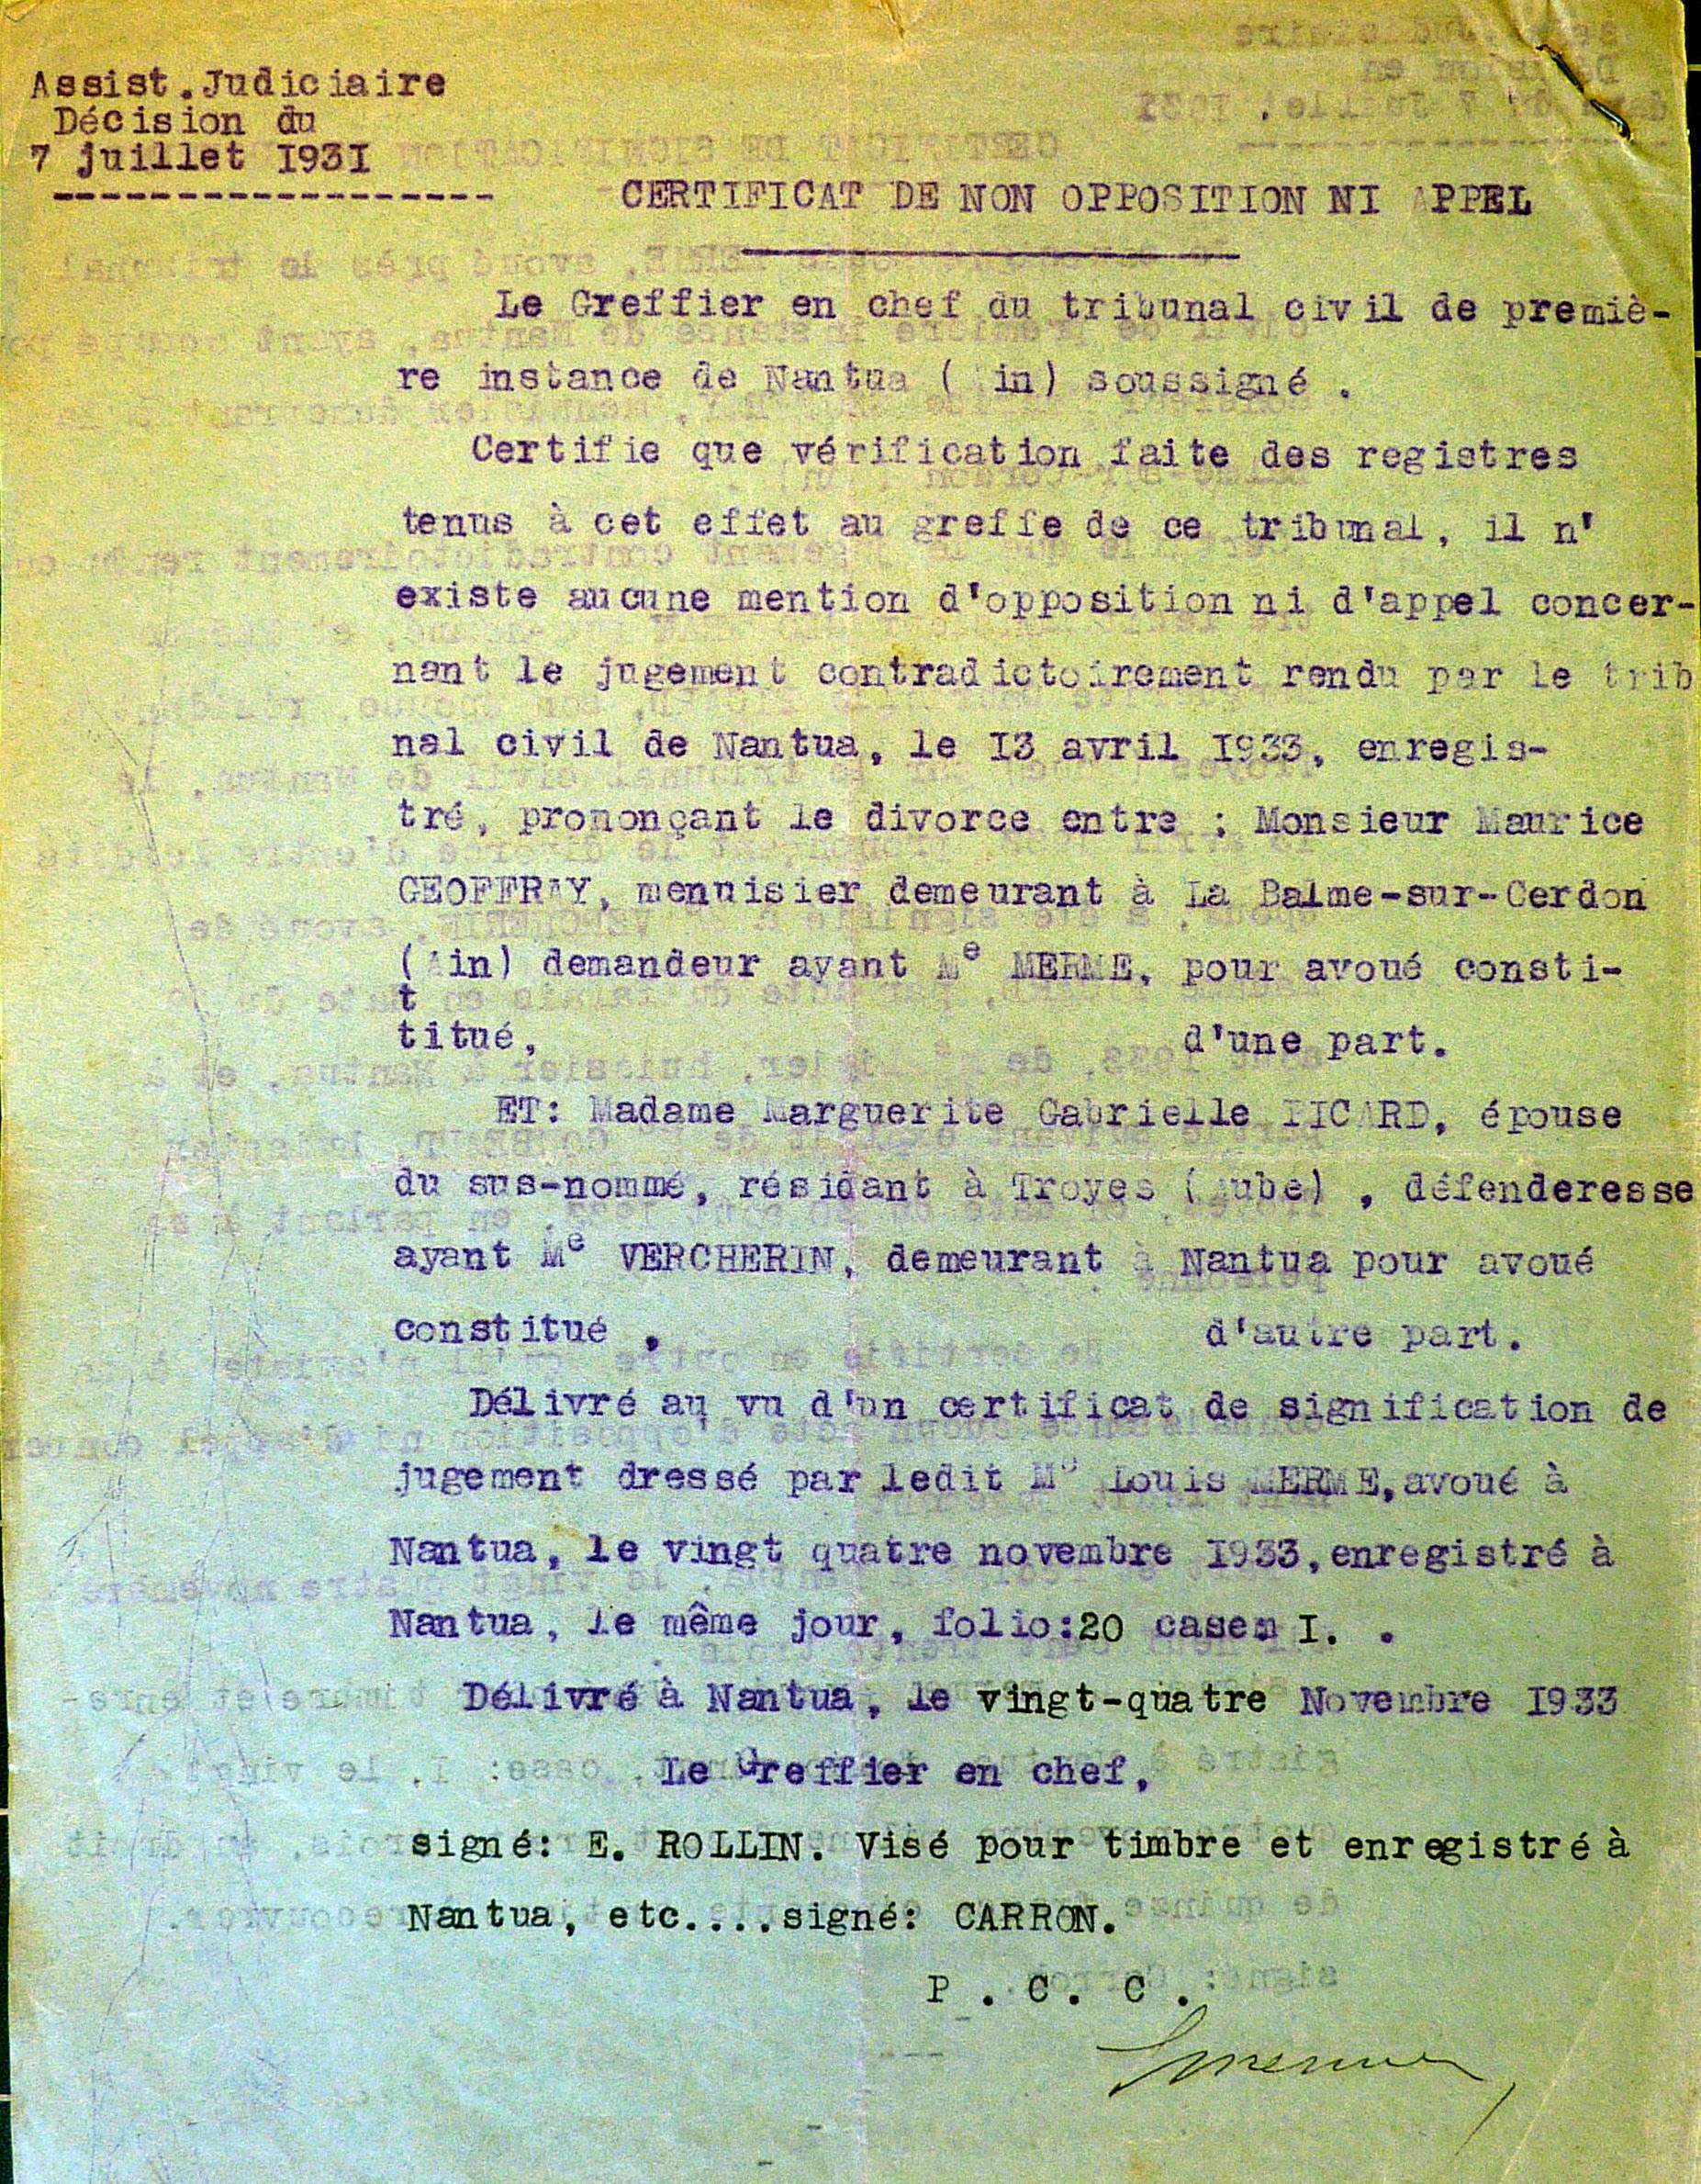 Assist.Judiciaire
Décision du
7 juillet I93I
------------------
CERTIFICAT DE NON OPPOSITION NI APPEL
Le Greffier en chef du tribunal civil de premiè-
re instance de Nantua (Ain) soussigné .
Certifie que vérification faite des registres
tenus à cet effet au greffe de ce tribunal, il n'
existe aucune mention d'opposition ni d'appel concer-
nant le jugement contradictoirement rendu par le trib
nal civil de Nantua, le I3 avril I933, enregis-
tré, prononçant le divorce entre : Monsieur Maurice
GEOFFRAY, menuisier demeurant à La Balme-sur-Cerdon
(Ain) demandeur ayant Me MERME, pour avoué consti-
t
titué, d'une part.
ET: Madame Marguerite Gabrielle PICARD, épouse
du sus-nommé, résidant à Troyes (Aube) , défenderesse
ayant Me VERCHERIN, demeurant à Nantua pour avoué
constitué , d'autre part.
Délivré au vu d'un certificat de signification de
jugement dressé par ledit Me Louis MERME,avoué à
Nantua, le vingt quatre novembre I933,enregistré à
Nantua, le même jour, folio:20 casem I. .
Délivré à Nantua, le vingt-quatre Novembre I933
Le Greffier en chef,
signé: E. ROLLIN. Visé pour timbre et enregistré à
Nantua, etc....signé: CARRON.
P . C. C .